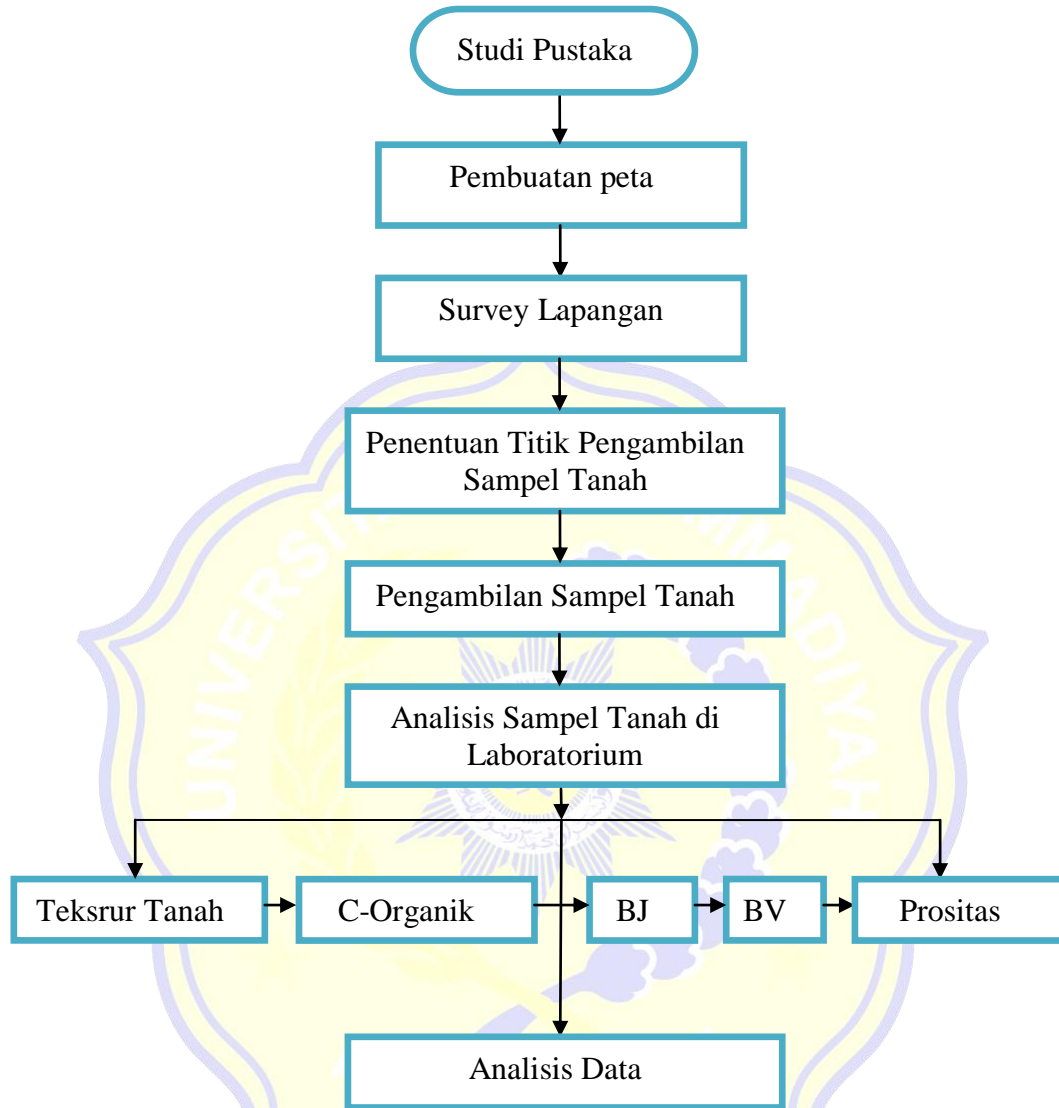 Studi Pustaka
Pembuatan peta
Survey Lapangan
Penentuan Titik Pengambilan
Sampel Tanah
Pengambilan Sampel Tanah
Analisis Sampel Tanah di
Laboratorium
Teksrur Tanah
C-Organik
BJ
BV
Prositas
Analisis Data